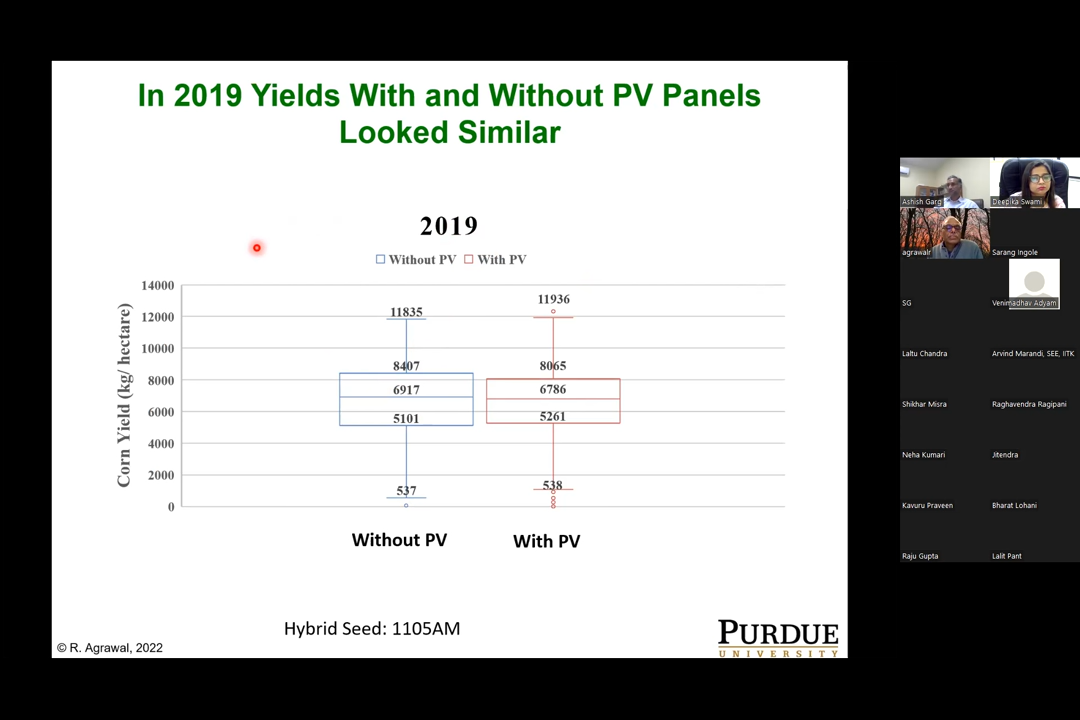 In 2019 Yields With and Without PV Panels
Looked Similar
2019
Without PV With PV
Corn Yield (kg/ hectare)
14000
12000
10000
8000
6000
4000
2000
0
11835
8407
6917
5101
537
11936
8065
6786
5261
538
Without PV
With PV
Hybrid Seed: 1105AM
© R. Agrawal, 2022
PURDUE
UNIVERSITY
Ashish Garg
Deepika Swami
agrawalr
Sarang Ingole
SG
Venimadhav Adyam
Laltu Chandra
Arvind Marandi, SEE, IITK
Shikhar Misra
Raghavendra Ragipani
Neha Kumari
Jitendra
Kavuru Praveen
Bharat Lohani
Raju Gupta
Lalit Pant